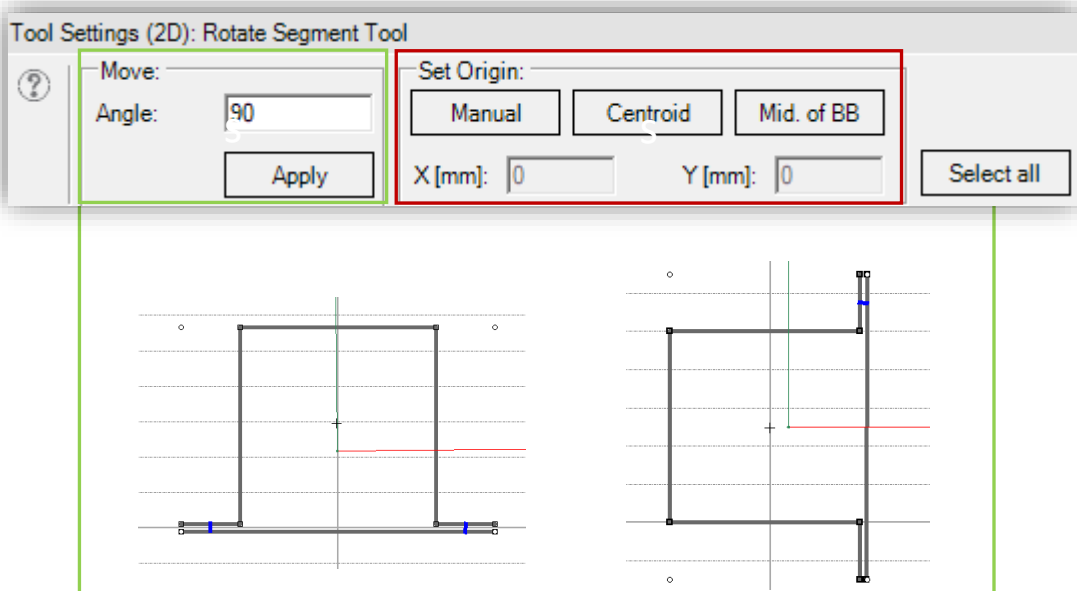 Tool Settings (2D): Rotate Segment Tool
?
Move:
Angle: 90
Apply
Set Origin:
Manual Centroid Mid. of BB
X [mm]: 0 Y [mm]: 0
Select all
s
s